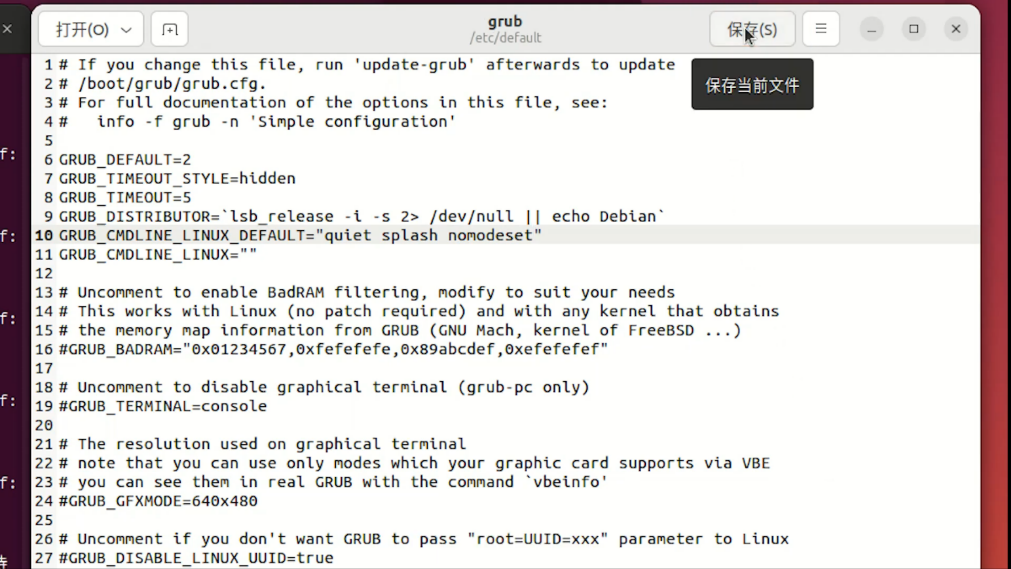 打开(O)
grub
/etc/default
保存(S)
保存当前文件
1 # If you change this file, run 'update-grub' afterwards to update
2 # /boot/grub/grub.cfg.
3 # For full documentation of the options in this file, see:
4 #   info -f grub -n 'Simple configuration'
5
6 GRUB_DEFAULT=2
7 GRUB_TIMEOUT_STYLE=hidden
8 GRUB_TIMEOUT=5
9 GRUB_DISTRIBUTOR=`lsb_release -i -s 2> /dev/null || echo Debian`
10 GRUB_CMDLINE_LINUX_DEFAULT="quiet splash nomodeset"
11 GRUB_CMDLINE_LINUX=""
12
13 # Uncomment to enable BadRAM filtering, modify to suit your needs
14 # This works with Linux (no patch required) and with any kernel that obtains
15 # the memory map information from GRUB (GNU Mach, kernel of FreeBSD ...)
16 #GRUB_BADRAM="0x01234567,0xfefefefe,0x89abcdef,0xefefefef"
17
18 # Uncomment to disable graphical terminal (grub-pc only)
19 #GRUB_TERMINAL=console
20
21 # The resolution used on graphical terminal
22 # note that you can use only modes which your graphic card supports via VBE
23 # you can see them in real GRUB with the command `vbeinfo'
24 #GRUB_GFXMODE=640x480
25
26 # Uncomment if you don't want GRUB to pass "root=UUID=xxx" parameter to Linux
27 #GRUB_DISABLE_LINUX_UUID=true
f:
f:
f:
f:
f: